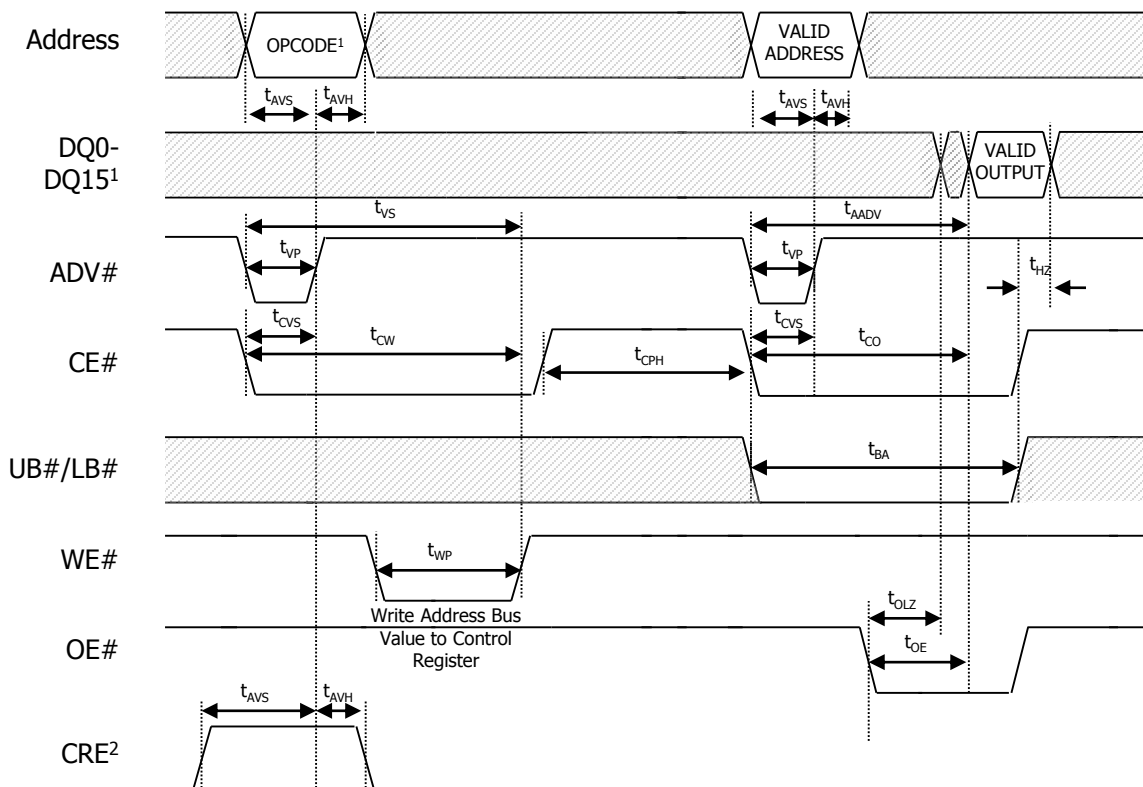 Address
OPCODE1
VALID
ADDRESS
tAVS
tAVH
tAVS
tAVH
DQ0-
DQ151
VALID
OUTPUT
tVS
tAADV
ADV#
tVP
tVP
tHZ
CE#
tCVS
tCW
tCPH
tCVS
tCO
UB#/LB#
tBA
WE#
tWP
Write Address Bus
Value to Control
Register
tOLZ
OE#
tOE
tAVS
tAVH
CRE2